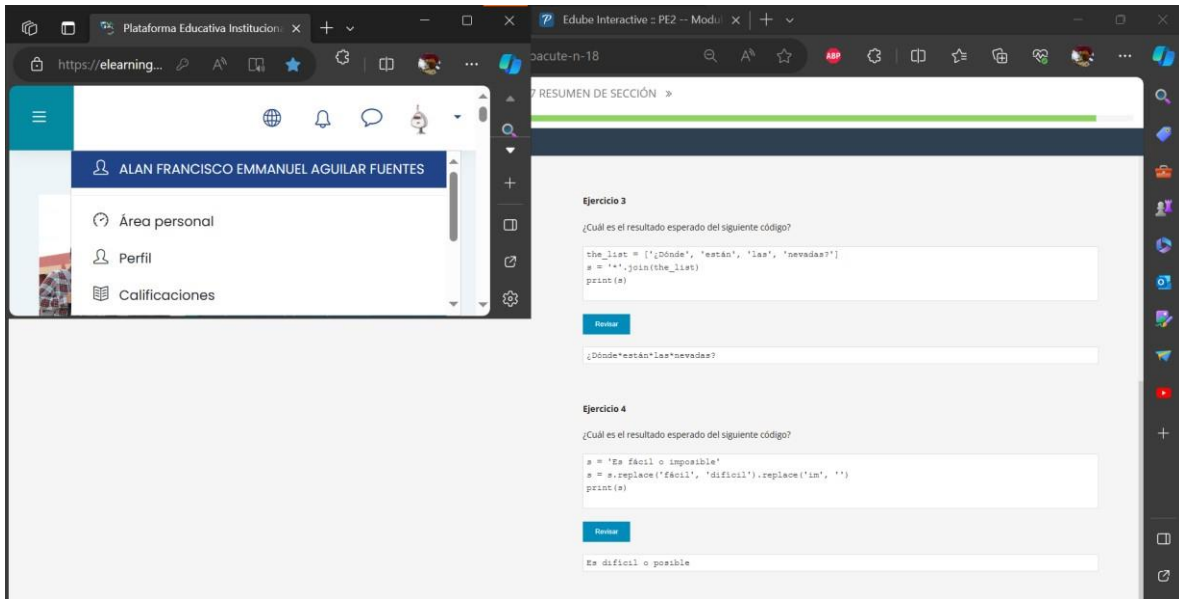 Plataforma Educativa Institucion
https://elearning...
ALAN FRANCISCO EMMANUEL AGUILAR FUENTES
Área personal
Perfil
Calificaciones
Edube Interactive :: PE2 -- Modul
pacute-n-18
ABP
7 RESUMEN DE SECCIÓN »
Ejercicio 3
¿Cuál es el resultado esperado del siguiente código?
the_list = ['¿Dónde', 'están', 'las', 'nevadas?']
s = '*'.join(the_list)
print(s)
Revisar
¿Dónde*están*las*nevadas?
Ejercicio 4
¿Cuál es el resultado esperado del siguiente código?
s = 'Es fácil o imposible'
s = s.replace('fácil', 'difícil').replace('im', '')
print(s)
Revisar
Es difícil o posible